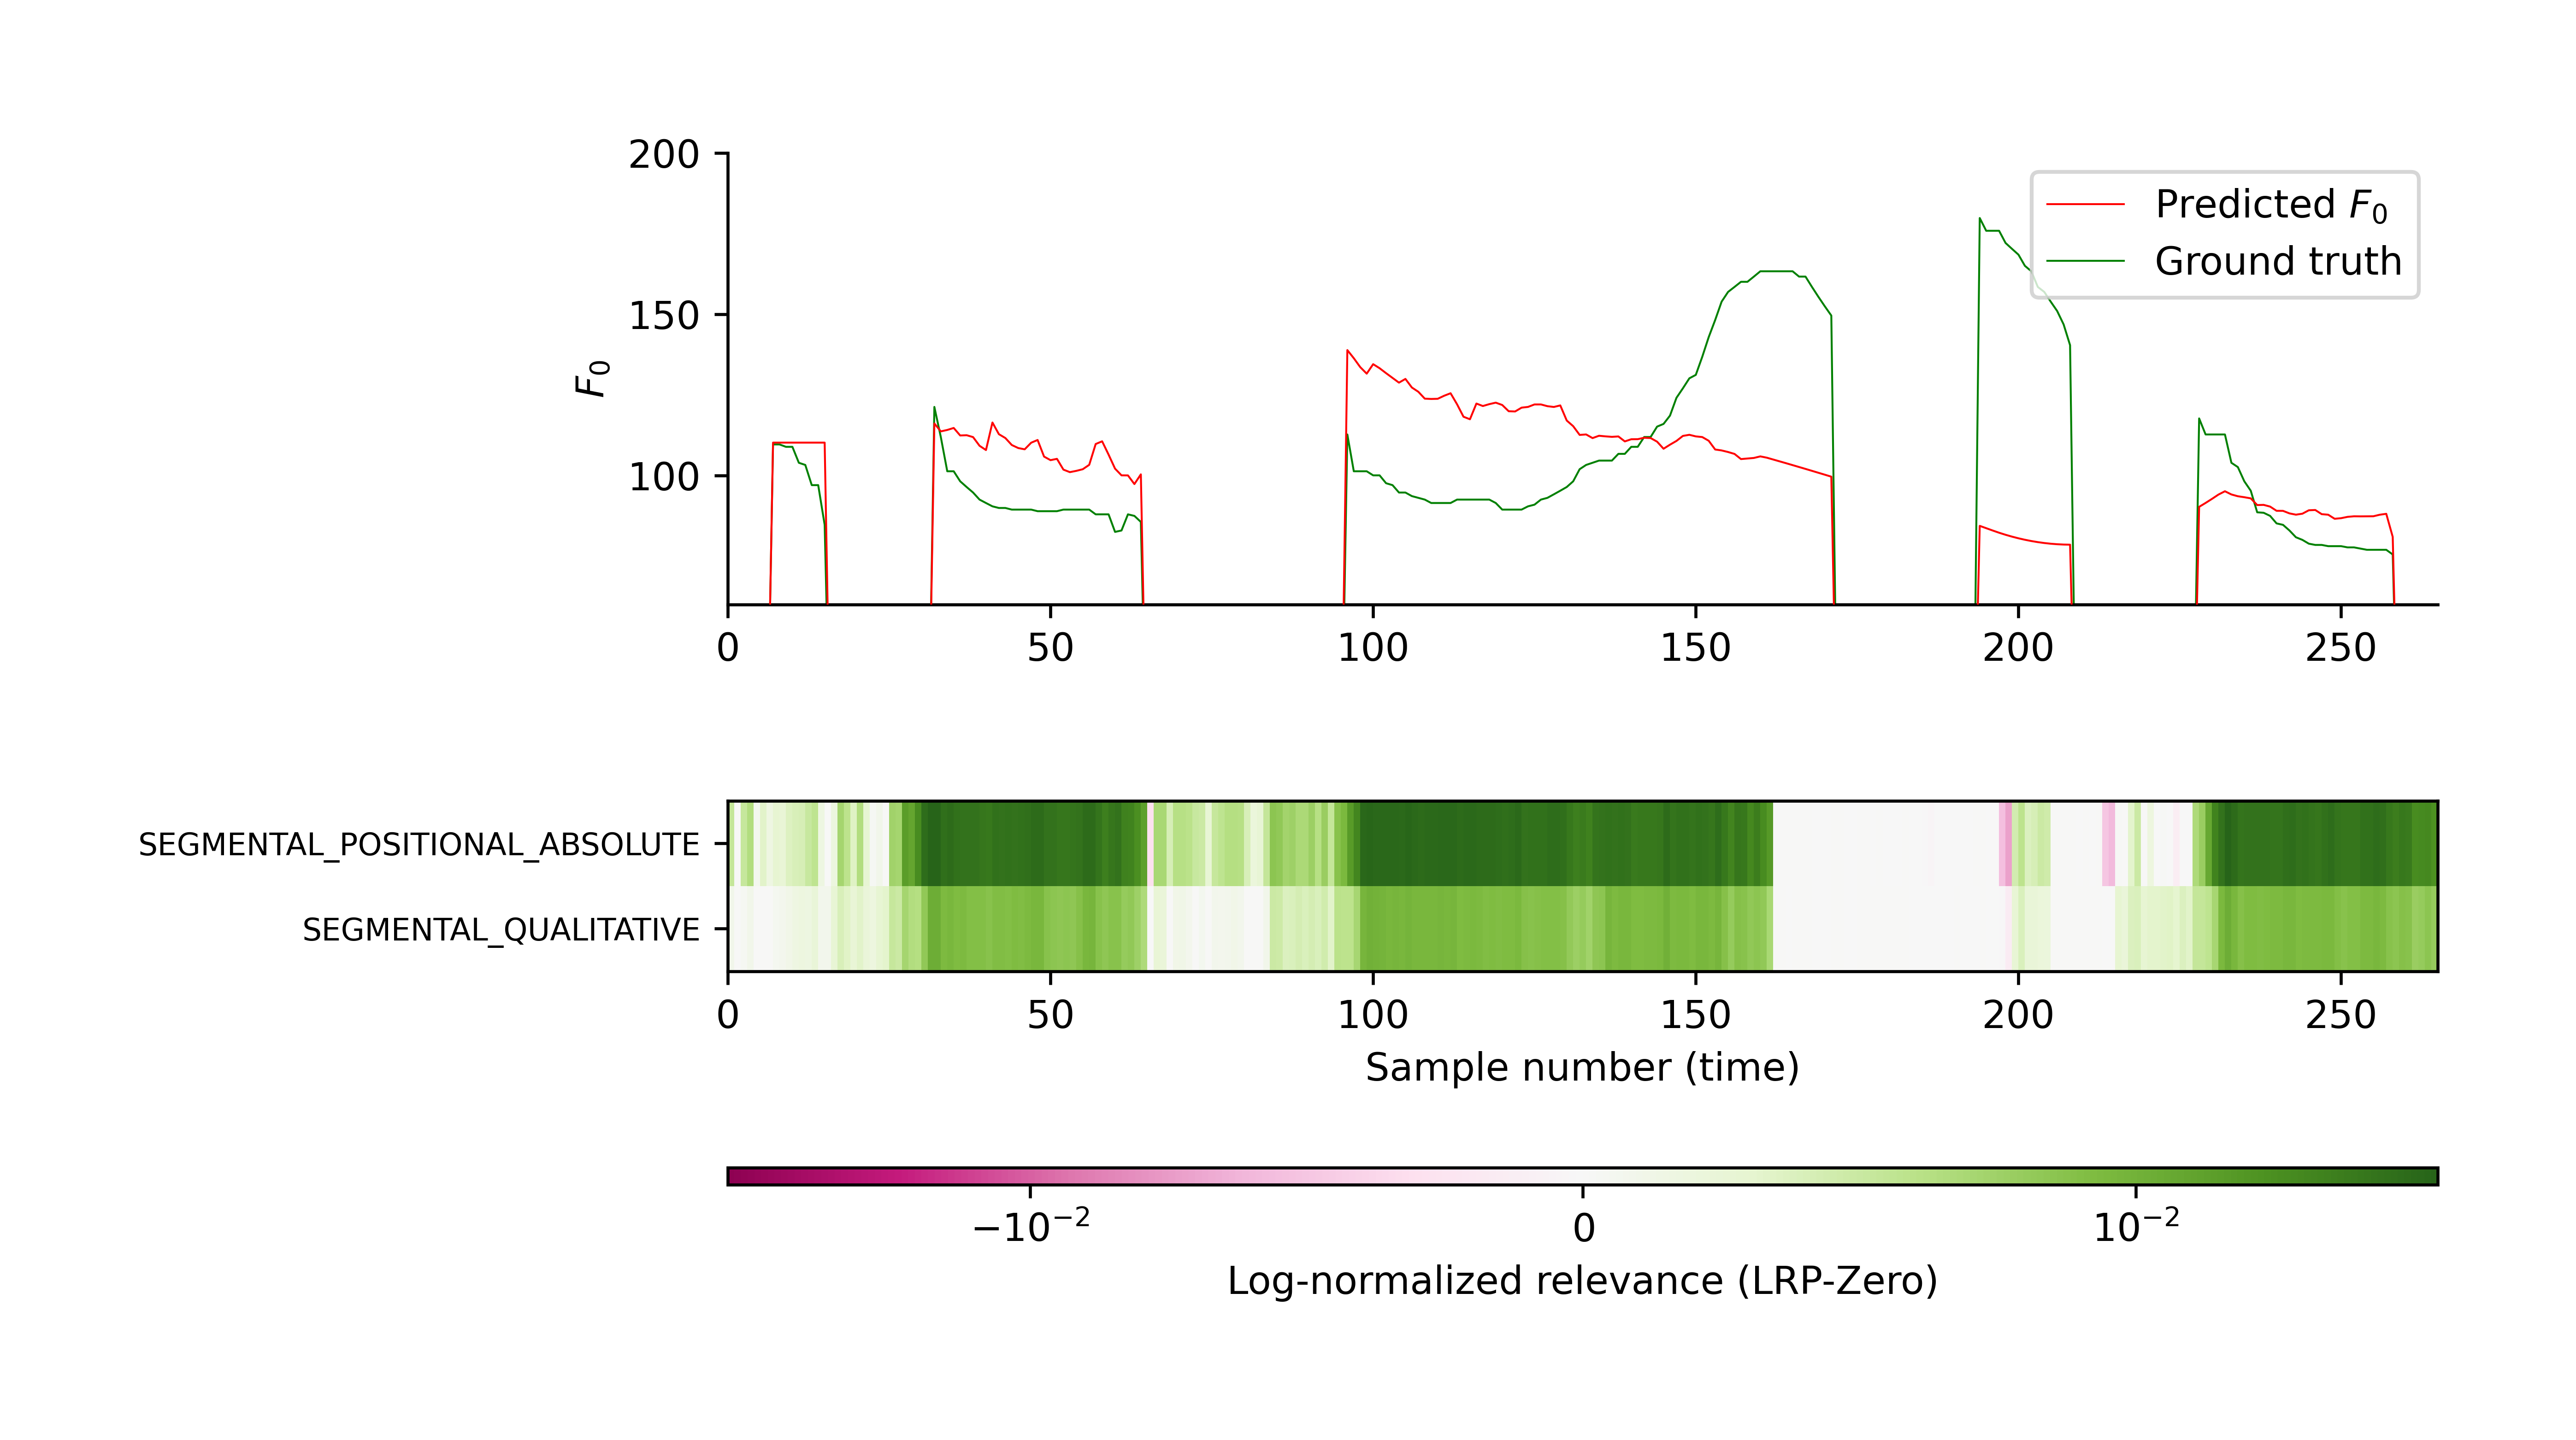 200
150
100
F₀
Predicted F₀
Ground truth
0 50 100 150 200 250
SEGMENTAL_POSITIONAL_ABSOLUTE
SEGMENTAL_QUALITATIVE
0 50 100 150 200 250
Sample number (time)
−10⁻² 0 10⁻²
Log-normalized relevance (LRP-Zero)